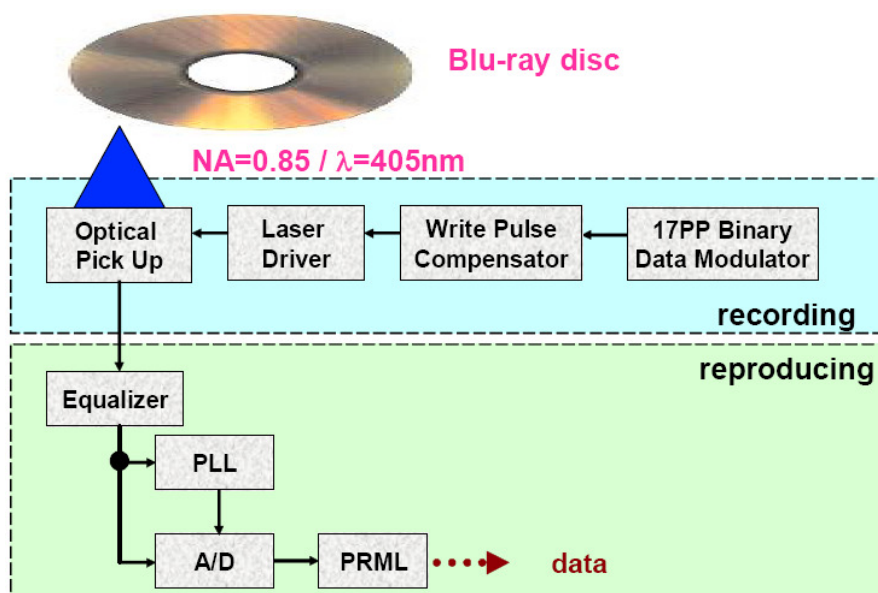 Blu-ray disc
NA=0.85 / λ=405nm
Optical
Pick Up
Laser
Driver
Write Pulse
Compensator
17PP Binary
Data Modulator
recording
reproducing
Equalizer
PLL
A/D
PRML
data